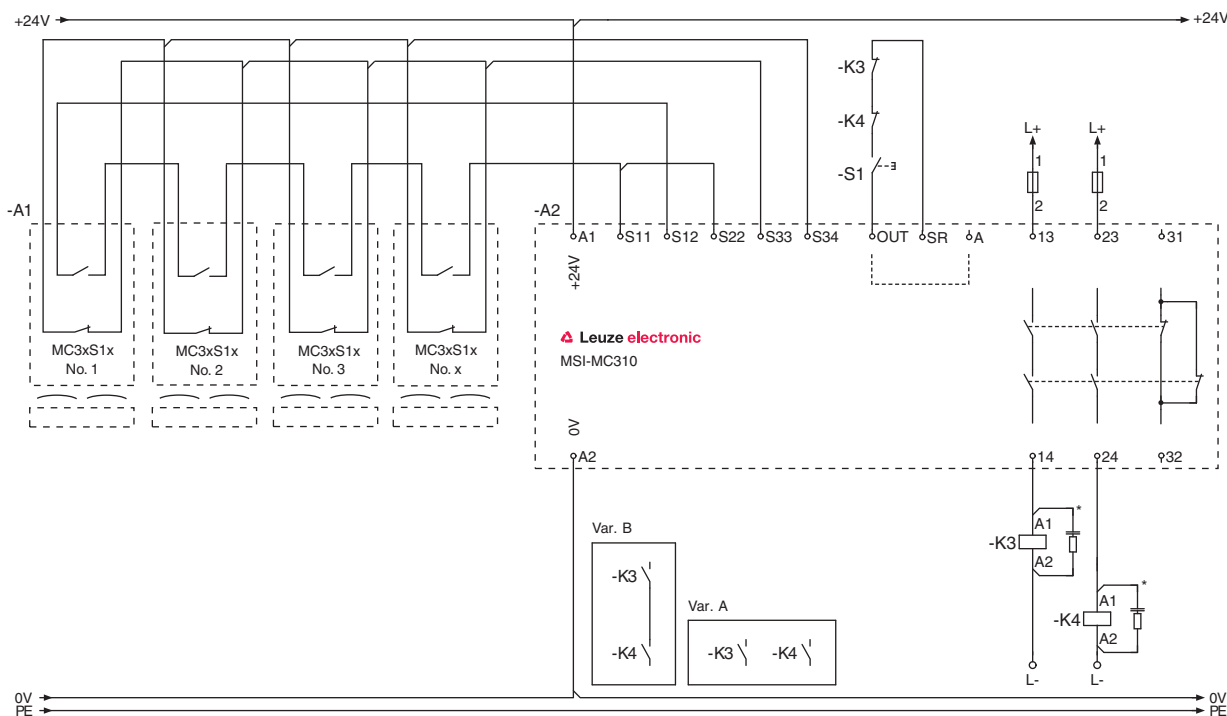 +24V
+24V
-K3
-K4
-S1
L+
L+
1
1
2
2
-A1
-A2
A1
S11
S12
S22
S33
S34
OUT
SR
A
13
23
31
+24V
Leuze electronic
MSI-MC310
MC3xS1x
No. 1
MC3xS1x
No. 2
MC3xS1x
No. 3
MC3xS1x
No. x
0V
A2
14
24
32
Var. B
-K3
-K4
Var. A
-K3
-K4
-K3
A1
A2
*
-K4
A1
A2
*
L-
L-
0V
0V
PE
PE